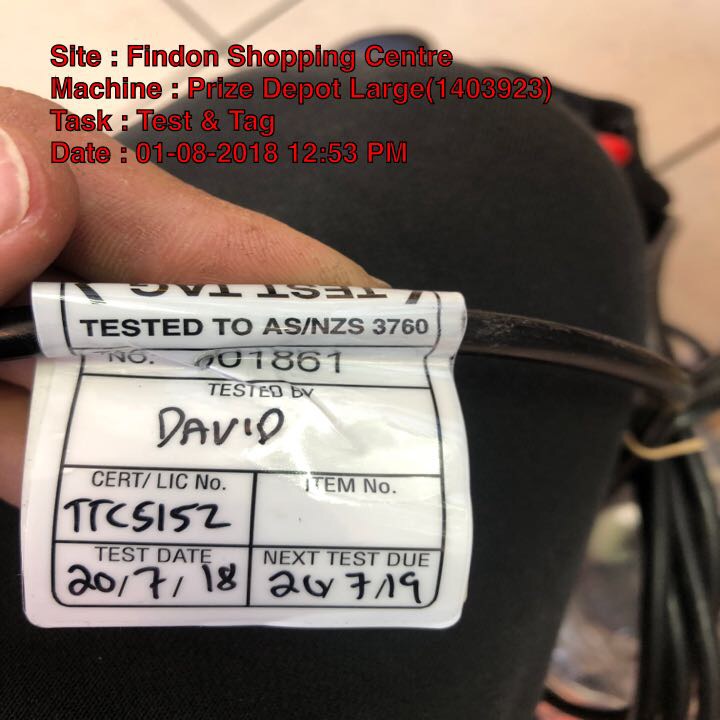 Site : Findon Shopping Centre
Machine : Prize Depot Large(1403923)
Task : Test & Tag
Date : 01-08-2018 12:53 PM
TEST TAG
TESTED TO AS/NZS 3760
NO. 001861
TESTED BY
DAVID
CERT/ LIC No. ITEM No.
TTC5152
TEST DATE NEXT TEST DUE
20/7/18 20/7/19